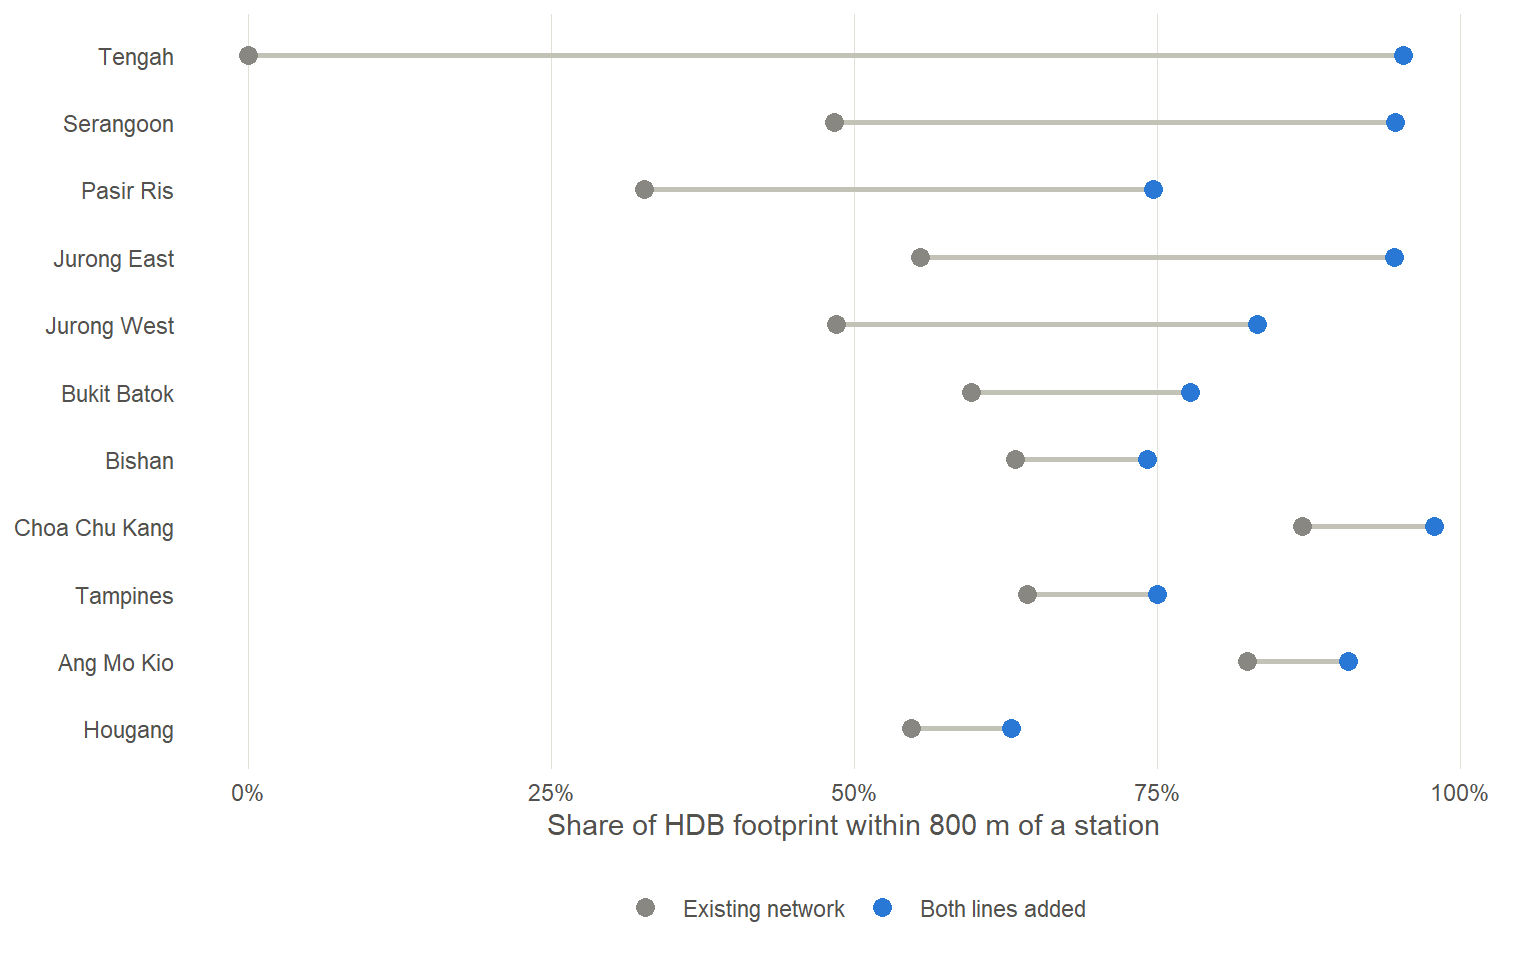 Tengah
Serangoon
Pasir Ris
Jurong East
Jurong West
Bukit Batok
Bishan
Choa Chu Kang
Tampines
Ang Mo Kio
Hougang
0% 25% 50% 75% 100%
Share of HDB footprint within 800 m of a station
Existing network Both lines added